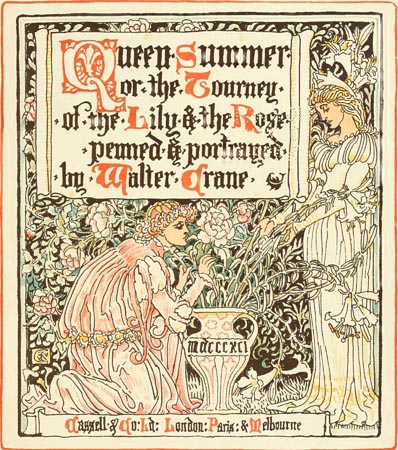 Queen · Summer ·
or · the · Tourney ·
· of · the · Lily · & · the · Rose ·
· penned · & · portrayed ·
· by · Walter · Crane ·
MDCCCXCI
Cassell · & · Co: Ld: London: Paris: & Melbourne